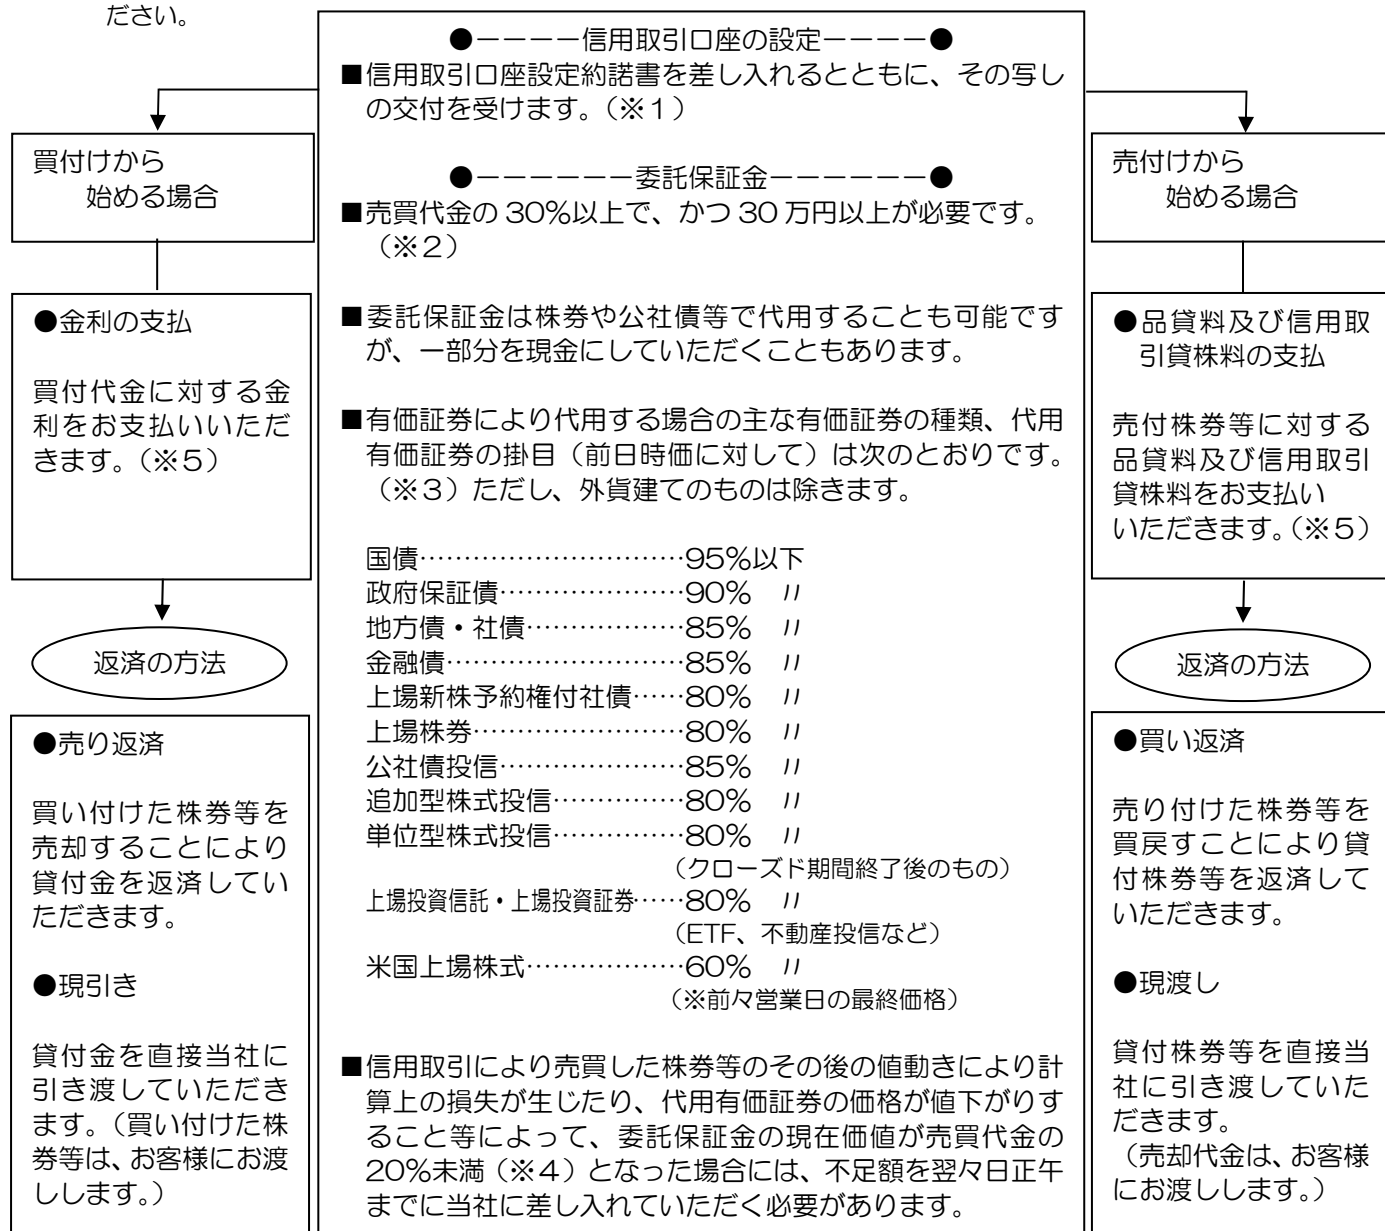 ださい。
●ーーーー信用取引口座の設定ーーーー●
■信用取引口座設定約諾書を差し入れるとともに、その写し
の交付を受けます。（※１）
●ーーーーーー委託保証金ーーーーーー●
■売買代金の 30％以上で、かつ 30 万円以上が必要です。
（※２）
■委託保証金は株券や公社債等で代用することも可能です
が、一部分を現金にしていただくこともあります。
■有価証券により代用する場合の主な有価証券の種類、代用
有価証券の掛目（前日時価に対して）は次のとおりです。
（※３）ただし、外貨建てのものは除きます。
国債…………………………95％以下
政府保証債…………………90％　〃
地方債・社債………………85％　〃
金融債………………………85％　〃
上場新株予約権付社債……80％　〃
上場株券……………………80％　〃
公社債投信…………………85％　〃
追加型株式投信……………80％　〃
単位型株式投信……………80％　〃
（クローズド期間終了後のもの）
上場投資信託・上場投資証券……80％　〃
（ETF、不動産投信など）
米国上場株式………………60％　〃
（※前々営業日の最終価格）
■信用取引により売買した株券等のその後の値動きにより計
算上の損失が生じたり、代用有価証券の価格が値下がりす
ること等によって、委託保証金の現在価値が売買代金の
20％未満（※４）となった場合には、不足額を翌々日正午
までに当社に差し入れていただく必要があります。
買付けから
始める場合
●金利の支払
買付代金に対する金
利をお支払いいただ
きます。（※５）
返済の方法
●売り返済
買い付けた株券等を
売却することにより
貸付金を返済してい
ただきます。
●現引き
貸付金を直接当社に
引き渡していただき
ます。（買い付けた株
券等は、お客様にお渡
しします。）
売付けから
始める場合
●品貸料及び信用取
引貸株料の支払
売付株券等に対する
品貸料及び信用取引
貸株料をお支払い
いただきます。（※５）
返済の方法
●買い返済
売り付けた株券等を
買戻すことにより貸
付株券等を返済して
いただきます。
●現渡し
貸付株券等を直接当
社に引き渡していた
だきます。
（売却代金は、お客様
にお渡しします。）